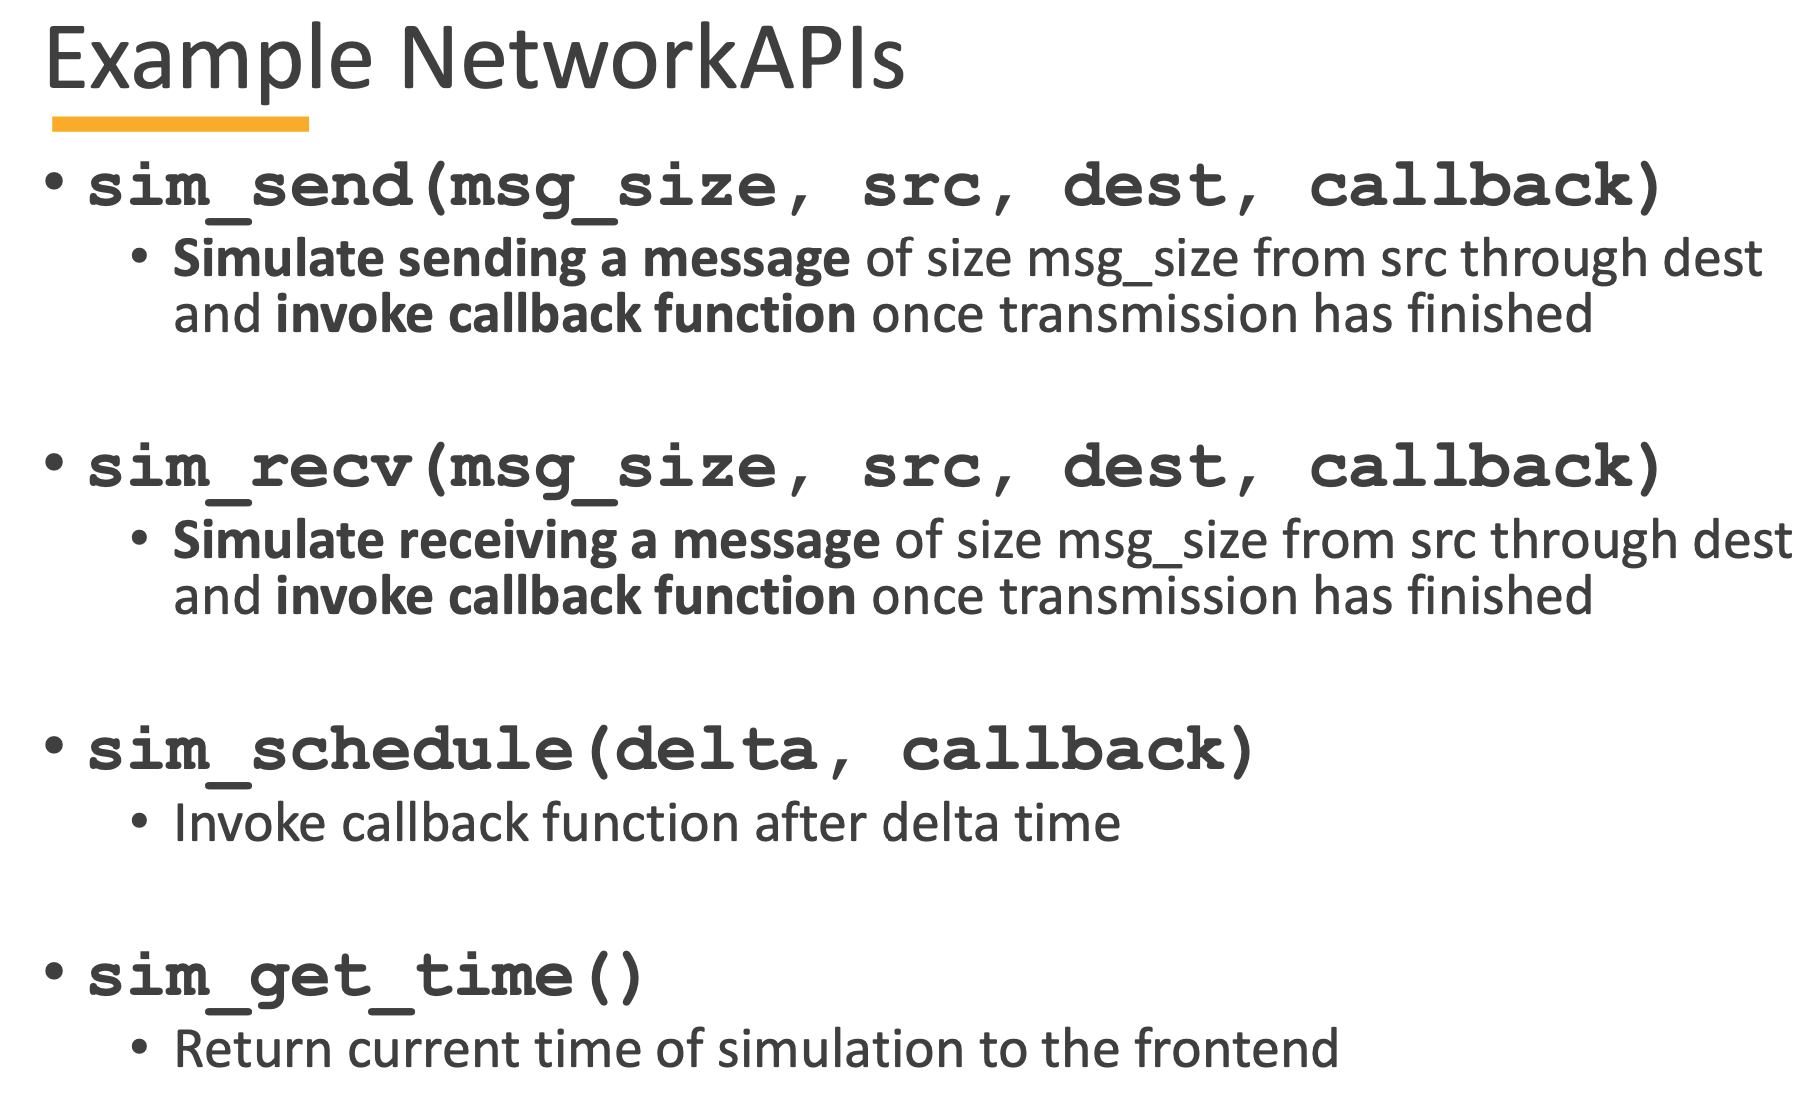 Example NetworkAPIs
• sim_send(msg_size, src, dest, callback)
• Simulate sending a message of size msg_size from src through dest
and invoke callback function once transmission has finished
• sim_recv(msg_size, src, dest, callback)
• Simulate receiving a message of size msg_size from src through dest
and invoke callback function once transmission has finished
• sim_schedule(delta, callback)
• Invoke callback function after delta time
• sim_get_time()
• Return current time of simulation to the frontend